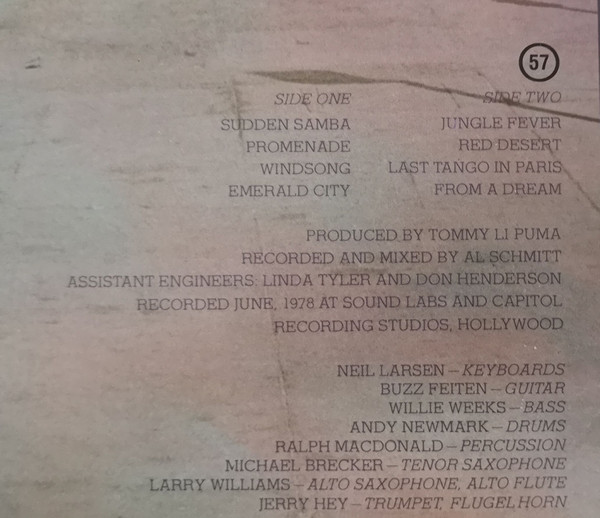 57
SIDE ONE SIDE TWO
SUDDEN SAMBA JUNGLE FEVER
PROMENADE RED DESERT
WINDSONG LAST TANGO IN PARIS
EMERALD CITY FROM A DREAM
PRODUCED BY TOMMY LI PUMA
RECORDED AND MIXED BY AL SCHMITT
ASSISTANT ENGINEERS: LINDA TYLER AND DON HENDERSON
RECORDED JUNE, 1978 AT SOUND LABS AND CAPITOL
RECORDING STUDIOS, HOLLYWOOD
NEIL LARSEN – KEYBOARDS
BUZZ FEITEN – GUITAR
WILLIE WEEKS – BASS
ANDY NEWMARK – DRUMS
RALPH MACDONALD – PERCUSSION
MICHAEL BRECKER – TENOR SAXOPHONE
LARRY WILLIAMS – ALTO SAXOPHONE, ALTO FLUTE
JERRY HEY – TRUMPET, FLUGELHORN